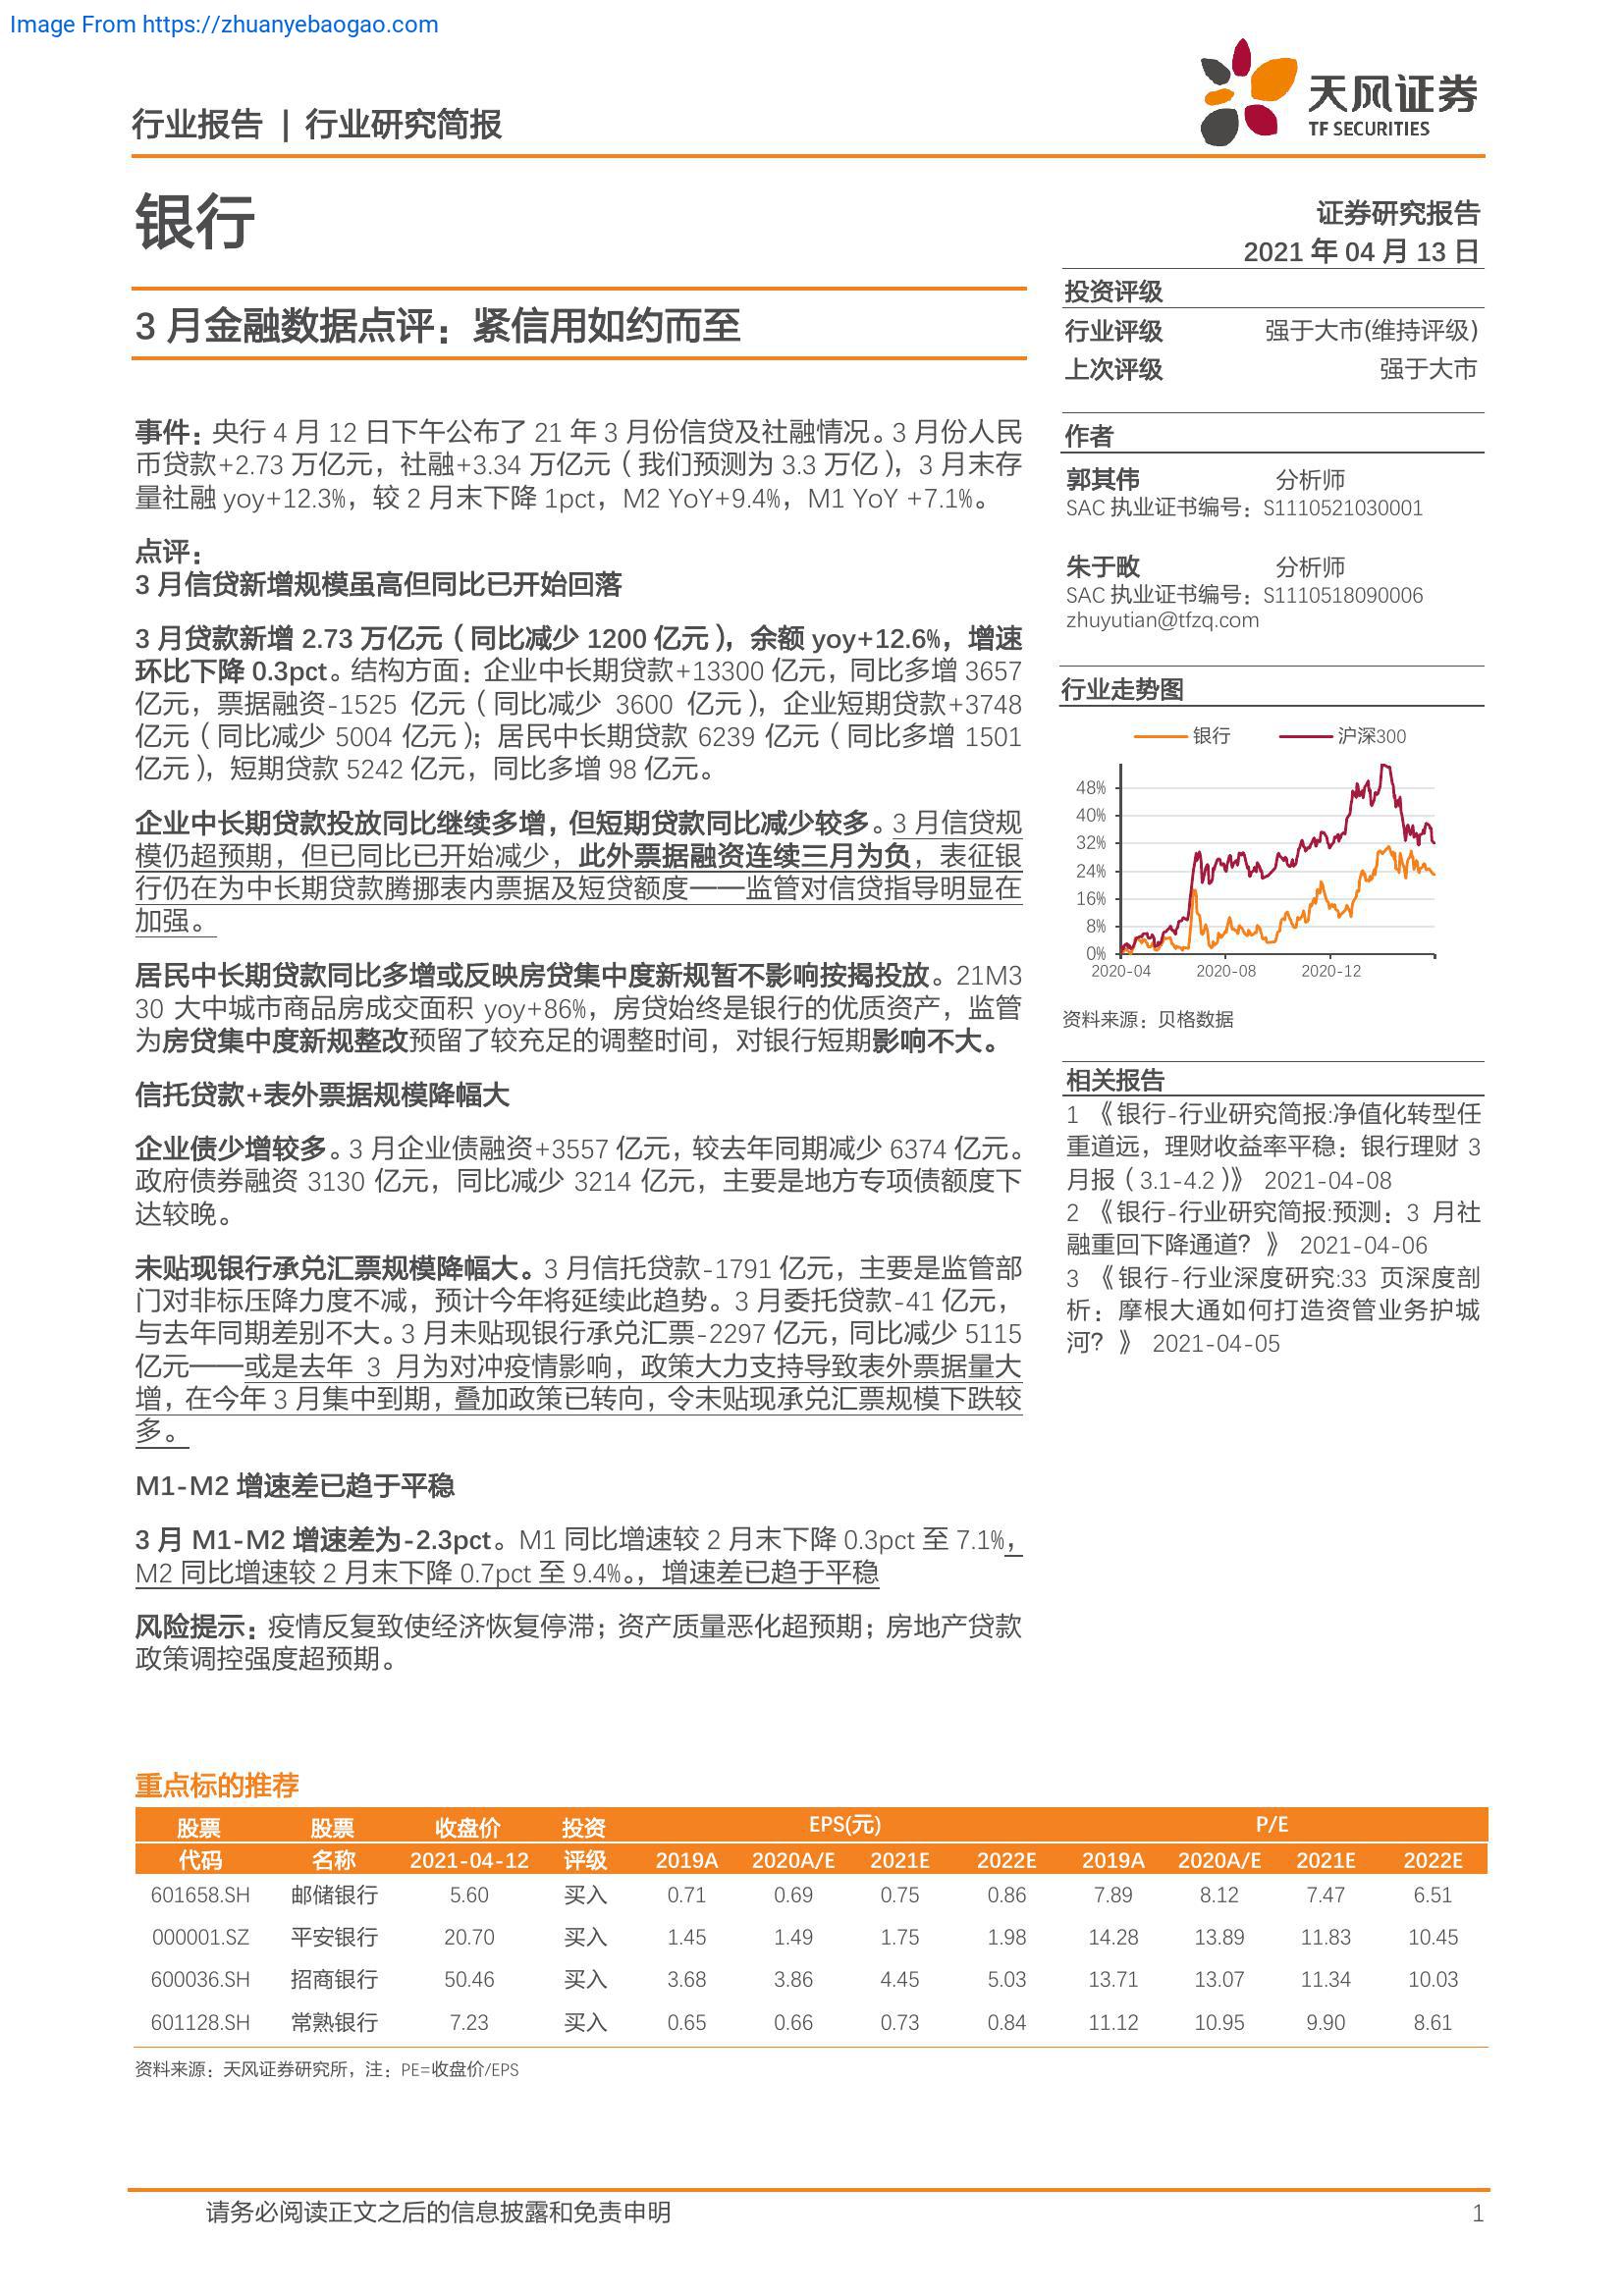 Image From https://zhuanyebaogao.com
行业报告 | 行业研究简报
天风证券
TF SECURITIES
银行
证券研究报告
2021 年 04 月 13 日
3 月金融数据点评：紧信用如约而至
投资评级
行业评级 强于大市(维持评级)
上次评级 强于大市
事件：央行 4 月 12 日下午公布了 21 年 3 月份信贷及社融情况。3 月份人民
币贷款+2.73 万亿元，社融+3.34 万亿元（我们预测为 3.3 万亿），3 月末存
量社融 yoy+12.3%，较 2 月末下降 1pct，M2 YoY+9.4%，M1 YoY +7.1%。
点评：
3 月信贷新增规模虽高但同比已开始回落
3 月贷款新增 2.73 万亿元（同比减少 1200 亿元），余额 yoy+12.6%，增速
环比下降 0.3pct。结构方面：企业中长期贷款+13300 亿元，同比多增 3657
亿元，票据融资-1525 亿元（同比减少 3600 亿元），企业短期贷款+3748
亿元（同比减少 5004 亿元）；居民中长期贷款 6239 亿元（同比多增 1501
亿元），短期贷款 5242 亿元，同比多增 98 亿元。
企业中长期贷款投放同比继续多增，但短期贷款同比减少较多。3 月信贷规
模仍超预期，但已同比已开始减少，此外票据融资连续三月为负，表征银
行仍在为中长期贷款腾挪表内票据及短贷额度——监管对信贷指导明显在
加强。
居民中长期贷款同比多增或反映房贷集中度新规暂不影响按揭投放。21M3
30 大中城市商品房成交面积 yoy+86%，房贷始终是银行的优质资产，监管
为房贷集中度新规整改预留了较充足的调整时间，对银行短期影响不大。
信托贷款+表外票据规模降幅大
企业债少增较多。3 月企业债融资+3557 亿元，较去年同期减少 6374 亿元。
政府债券融资 3130 亿元，同比减少 3214 亿元，主要是地方专项债额度下
达较晚。
未贴现银行承兑汇票规模降幅大。3 月信托贷款-1791 亿元，主要是监管部
门对非标压降力度不减，预计今年将延续此趋势。3 月委托贷款-41 亿元，
与去年同期差别不大。3 月未贴现银行承兑汇票-2297 亿元，同比减少 5115
亿元——或是去年 3 月为对冲疫情影响，政策大力支持导致表外票据量大
增，在今年 3 月集中到期，叠加政策已转向，令未贴现承兑汇票规模下跌较
多。
M1-M2 增速差已趋于平稳
3 月 M1-M2 增速差为-2.3pct。M1 同比增速较 2 月末下降 0.3pct 至 7.1%，
M2 同比增速较 2 月末下降 0.7pct 至 9.4%。，增速差已趋于平稳
风险提示：疫情反复致使经济恢复停滞；资产质量恶化超预期；房地产贷款
政策调控强度超预期。
作者
郭其伟 分析师
SAC 执业证书编号：S1110521030001
朱于畋 分析师
SAC 执业证书编号：S1110518090006
zhuyutian@tfzq.com
行业走势图
银行 沪深300
48%
40%
32%
24%
16%
8%
0%
2020-04 2020-08 2020-12
资料来源：贝格数据
相关报告
1 《银行-行业研究简报:净值化转型任
重道远，理财收益率平稳：银行理财 3
月报（3.1-4.2）》 2021-04-08
2 《银行-行业研究简报:预测：3 月社
融重回下降通道？》 2021-04-06
3 《银行-行业深度研究:33 页深度剖
析：摩根大通如何打造资管业务护城
河？》 2021-04-05
重点标的推荐
股票 股票 收盘价 投资 EPS(元) P/E
代码 名称 2021-04-12 评级 2019A 2020A/E 2021E 2022E 2019A 2020A/E 2021E 2022E
601658.SH 邮储银行 5.60 买入 0.71 0.69 0.75 0.86 7.89 8.12 7.47 6.51
000001.SZ 平安银行 20.70 买入 1.45 1.49 1.75 1.98 14.28 13.89 11.83 10.45
600036.SH 招商银行 50.46 买入 3.68 3.86 4.45 5.03 13.71 13.07 11.34 10.03
601128.SH 常熟银行 7.23 买入 0.65 0.66 0.73 0.84 11.12 10.95 9.90 8.61
资料来源：天风证券研究所，注：PE=收盘价/EPS
请务必阅读正文之后的信息披露和免责申明 1